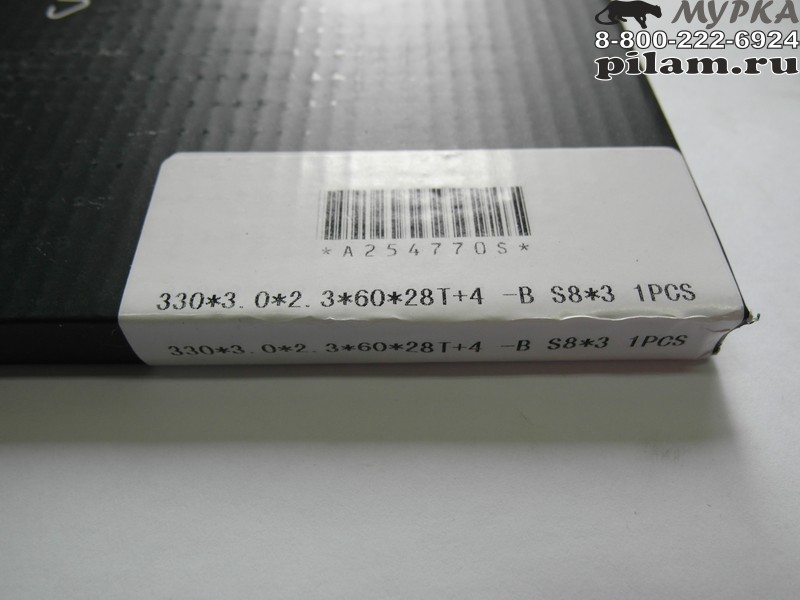 МУРКА
8-800-222-6924
pilam.ru
*A254770S*
330*3.0*2.3*60*28T+4 -B S8*3 1PCS
330*3.0*2.3*60*28T+4 -B S8*3 1PCS